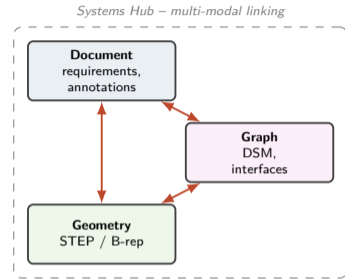 Systems Hub – multi-modal linking
Document
requirements,
annotations
Graph
DSM,
interfaces
Geometry
STEP / B-rep